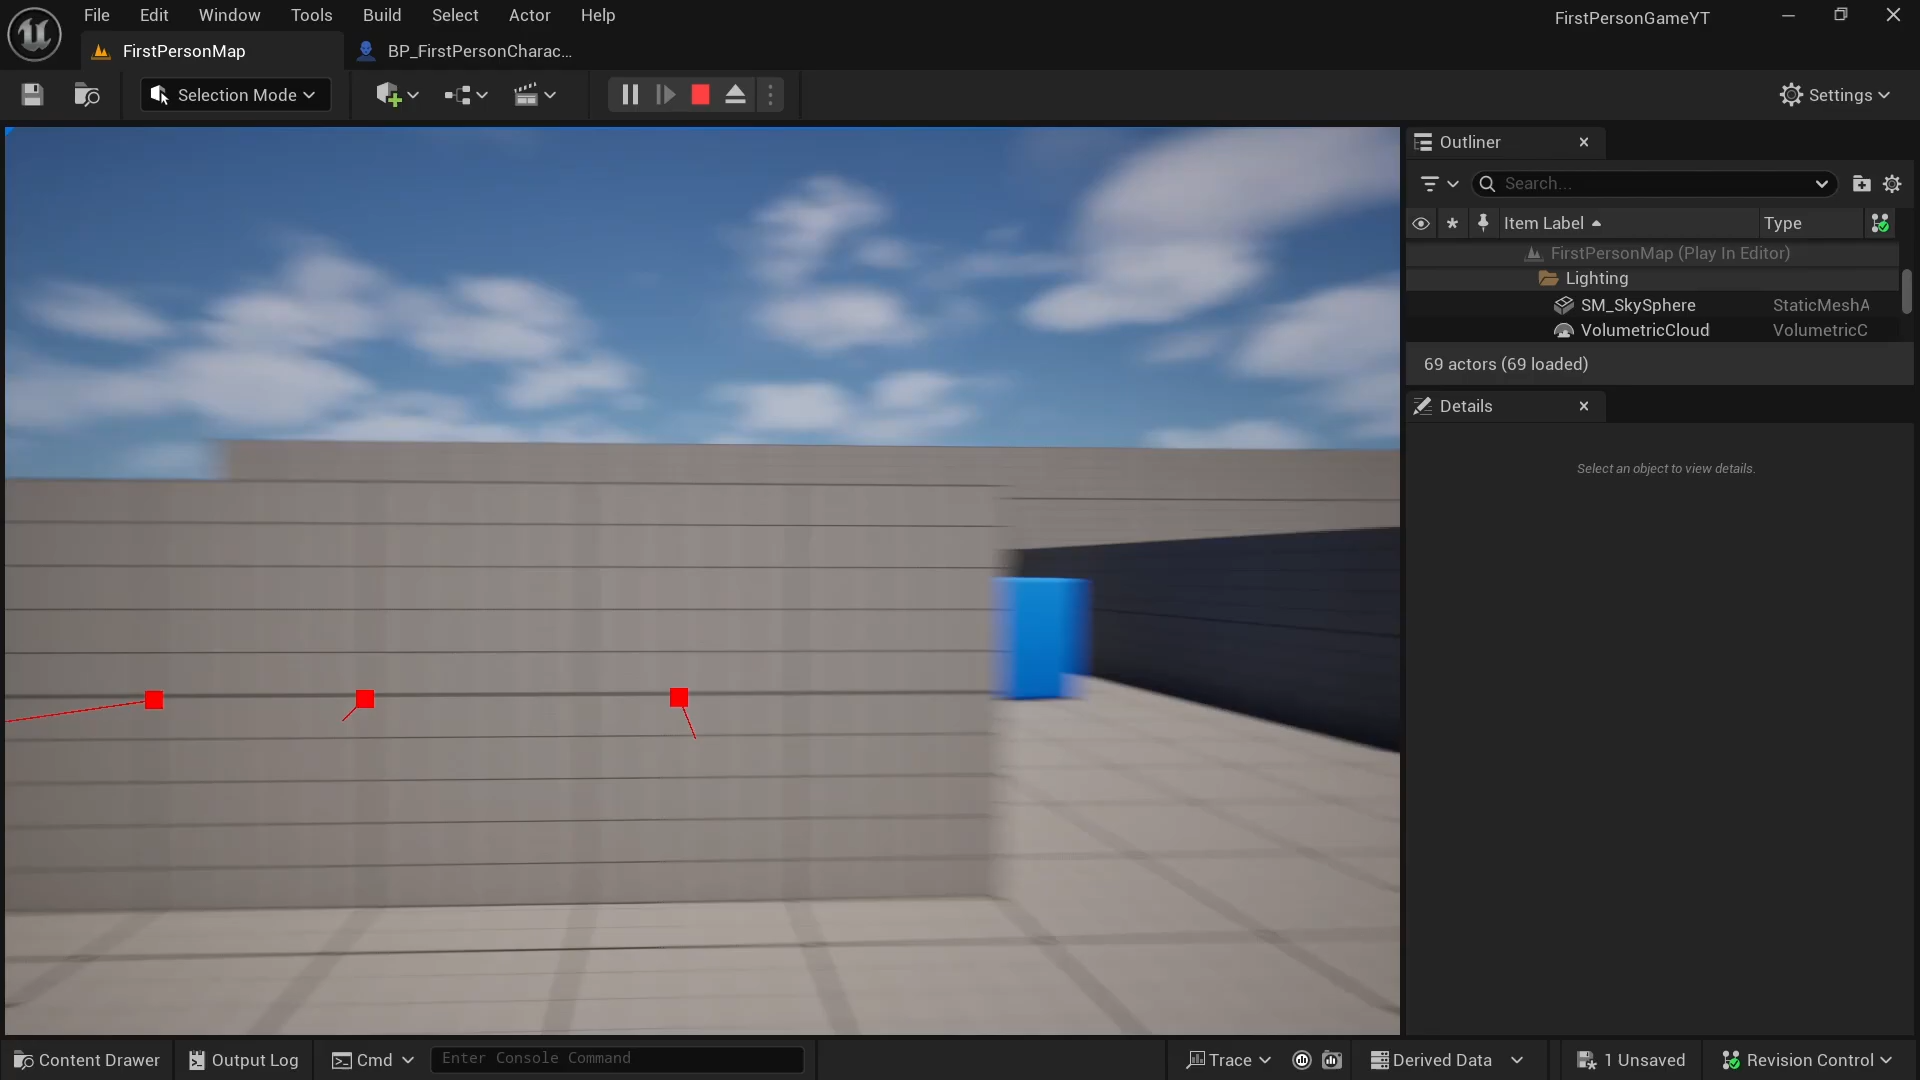 File Edit Window Tools Build Select Actor Help
FirstPersonGameYT
FirstPersonMap
BP_FirstPersonCharac...
Selection Mode
Settings
Outliner
Search...
Item Label
Type
FirstPersonMap (Play In Editor)
Lighting
SM_SkySphere StaticMeshA
VolumetricCloud VolumetricC
69 actors (69 loaded)
Details
Select an object to view details.
Content Drawer
Output Log
Cmd
Enter Console Command
Trace
Derived Data
1 Unsaved
Revision Control